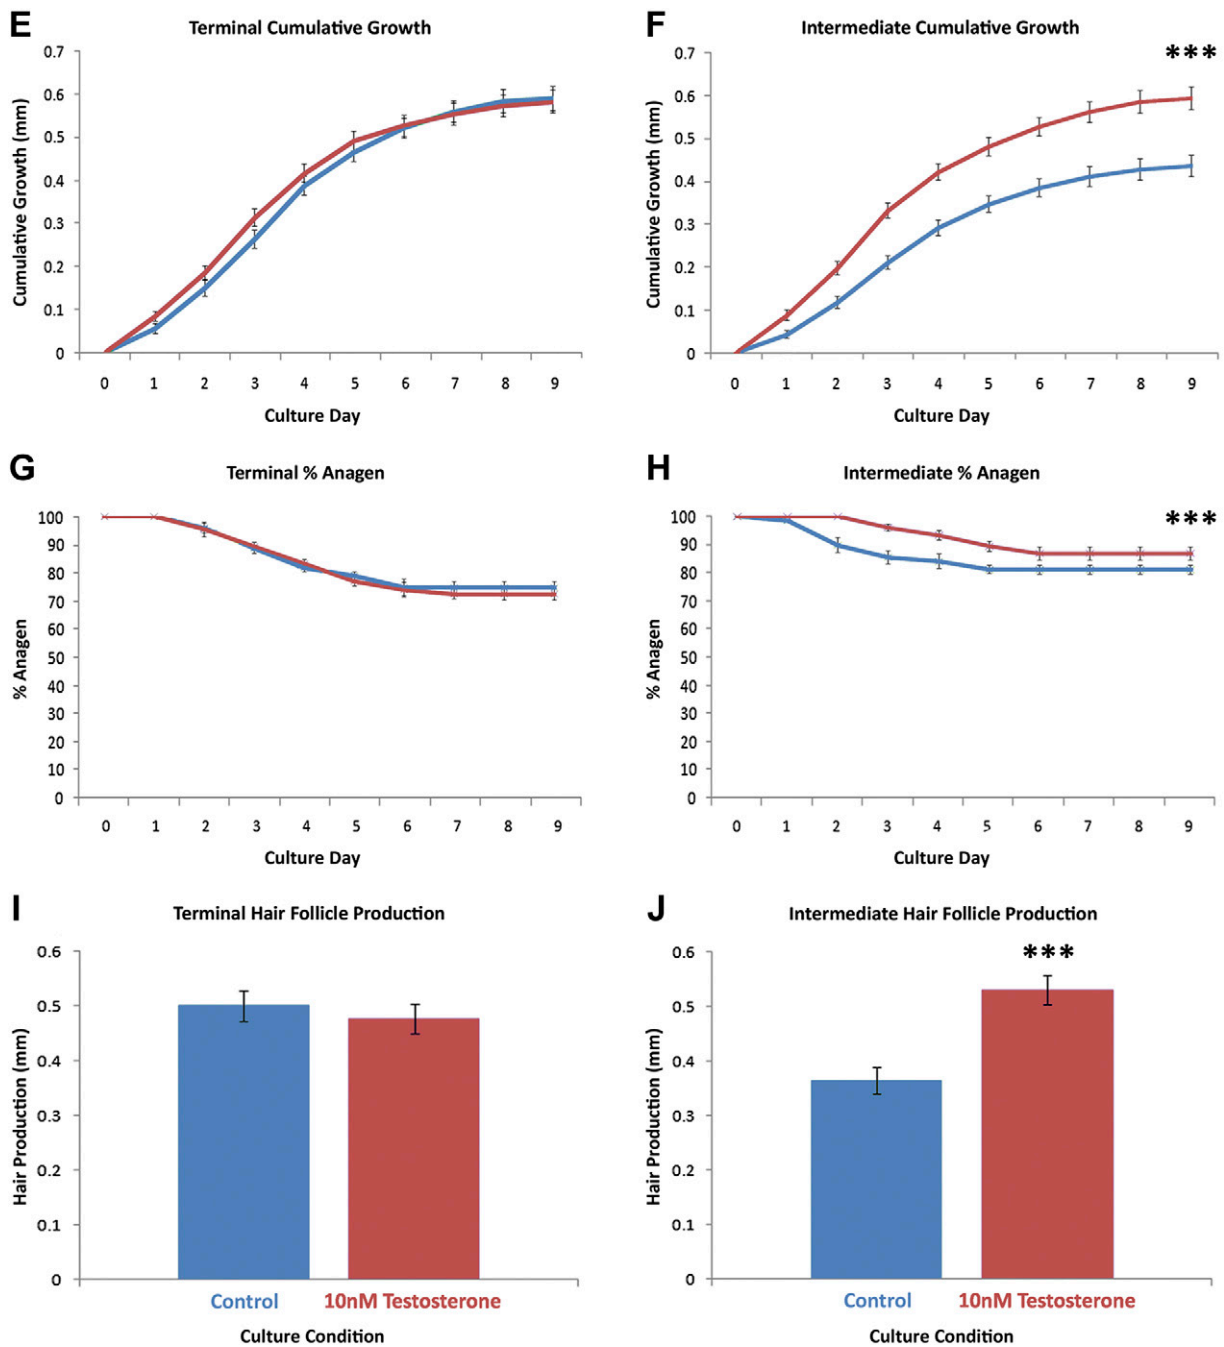 E
Terminal Cumulative Growth
Cumulative Growth (mm)
0.7
0.6
0.5
0.4
0.3
0.2
0.1
0
0 1 2 3 4 5 6 7 8 9
Culture Day
F
Intermediate Cumulative Growth
***
Cumulative Growth (mm)
0.7
0.6
0.5
0.4
0.3
0.2
0.1
0
0 1 2 3 4 5 6 7 8 9
Culture Day
G
Terminal % Anagen
% Anagen
100
90
80
70
60
50
40
30
20
10
0
0 1 2 3 4 5 6 7 8 9
Culture Day
H
Intermediate % Anagen
***
% Anagen
100
90
80
70
60
50
40
30
20
10
0
0 1 2 3 4 5 6 7 8 9
Culture Day
I
Terminal Hair Follicle Production
Hair Production (mm)
0.6
0.5
0.4
0.3
0.2
0.1
0
Control 10nM Testosterone
Culture Condition
J
Intermediate Hair Follicle Production
***
Hair Production (mm)
0.6
0.5
0.4
0.3
0.2
0.1
0
Control 10nM Testosterone
Culture Condition